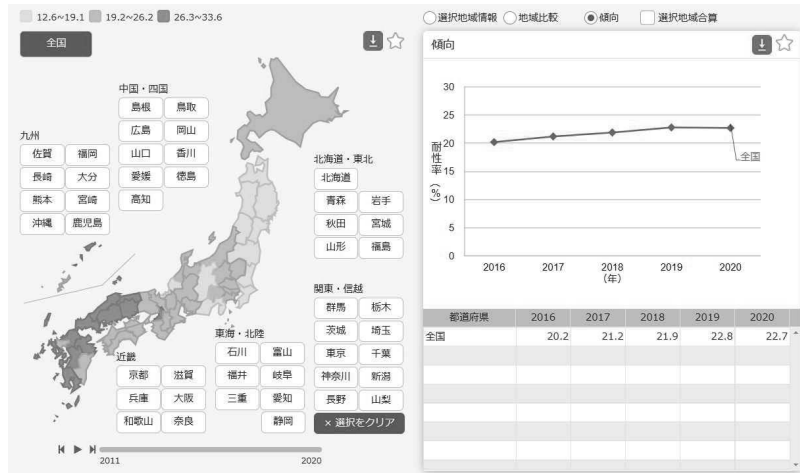 12.6~19.1 19.2~26.2 26.3~33.6
全国
中国・四国
島根 鳥取
広島 岡山
山口 香川
愛媛 徳島
高知
九州
佐賀 福岡
長崎 大分
熊本 宮崎
沖縄 鹿児島
北海道・東北
北海道
青森 岩手
秋田 宮城
山形 福島
関東・信越
群馬 栃木
茨城 埼玉
東京 千葉
神奈川 新潟
長野 山梨
東海・北陸
石川 富山
福井 岐阜
三重 愛知
静岡
近畿
京都 滋賀
兵庫 大阪
和歌山 奈良
× 選択をクリア
2011 2020
選択地域情報 地域比較 傾向 選択地域合算
傾向
耐性率(%)
30
25
20
15
10
5
0
全国
2016 2017 2018 2019 2020
(年)
都道府県 2016 2017 2018 2019 2020
全国 20.2 21.2 21.9 22.8 22.7